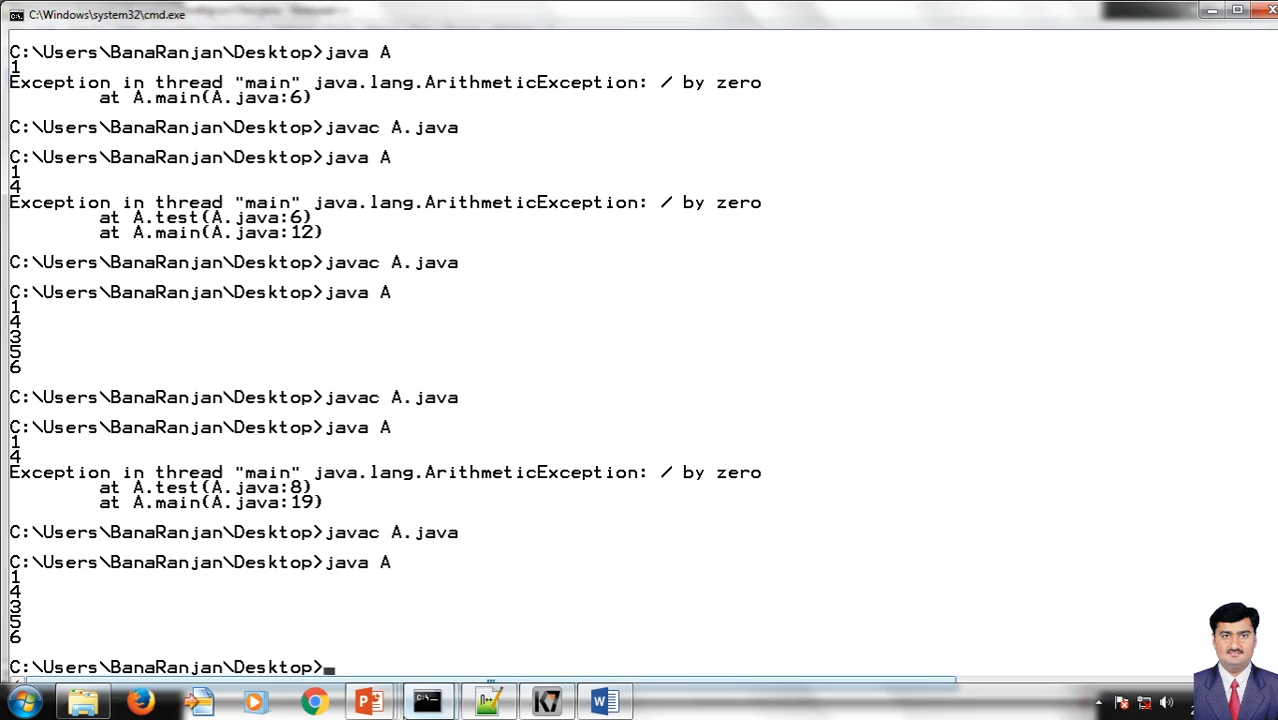 C:\Windows\system32\cmd.exe
C:\Users\BanaRanjan\Desktop>java A
1
Exception in thread "main" java.lang.ArithmeticException: / by zero
at A.main(A.java:6)
C:\Users\BanaRanjan\Desktop>javac A.java
C:\Users\BanaRanjan\Desktop>java A
1
4
Exception in thread "main" java.lang.ArithmeticException: / by zero
at A.test(A.java:6)
at A.main(A.java:12)
C:\Users\BanaRanjan\Desktop>javac A.java
C:\Users\BanaRanjan\Desktop>java A
1
4
3
5
6
C:\Users\BanaRanjan\Desktop>javac A.java
C:\Users\BanaRanjan\Desktop>java A
1
4
Exception in thread "main" java.lang.ArithmeticException: / by zero
at A.test(A.java:8)
at A.main(A.java:19)
C:\Users\BanaRanjan\Desktop>javac A.java
C:\Users\BanaRanjan\Desktop>java A
1
4
3
5
6
C:\Users\BanaRanjan\Desktop>